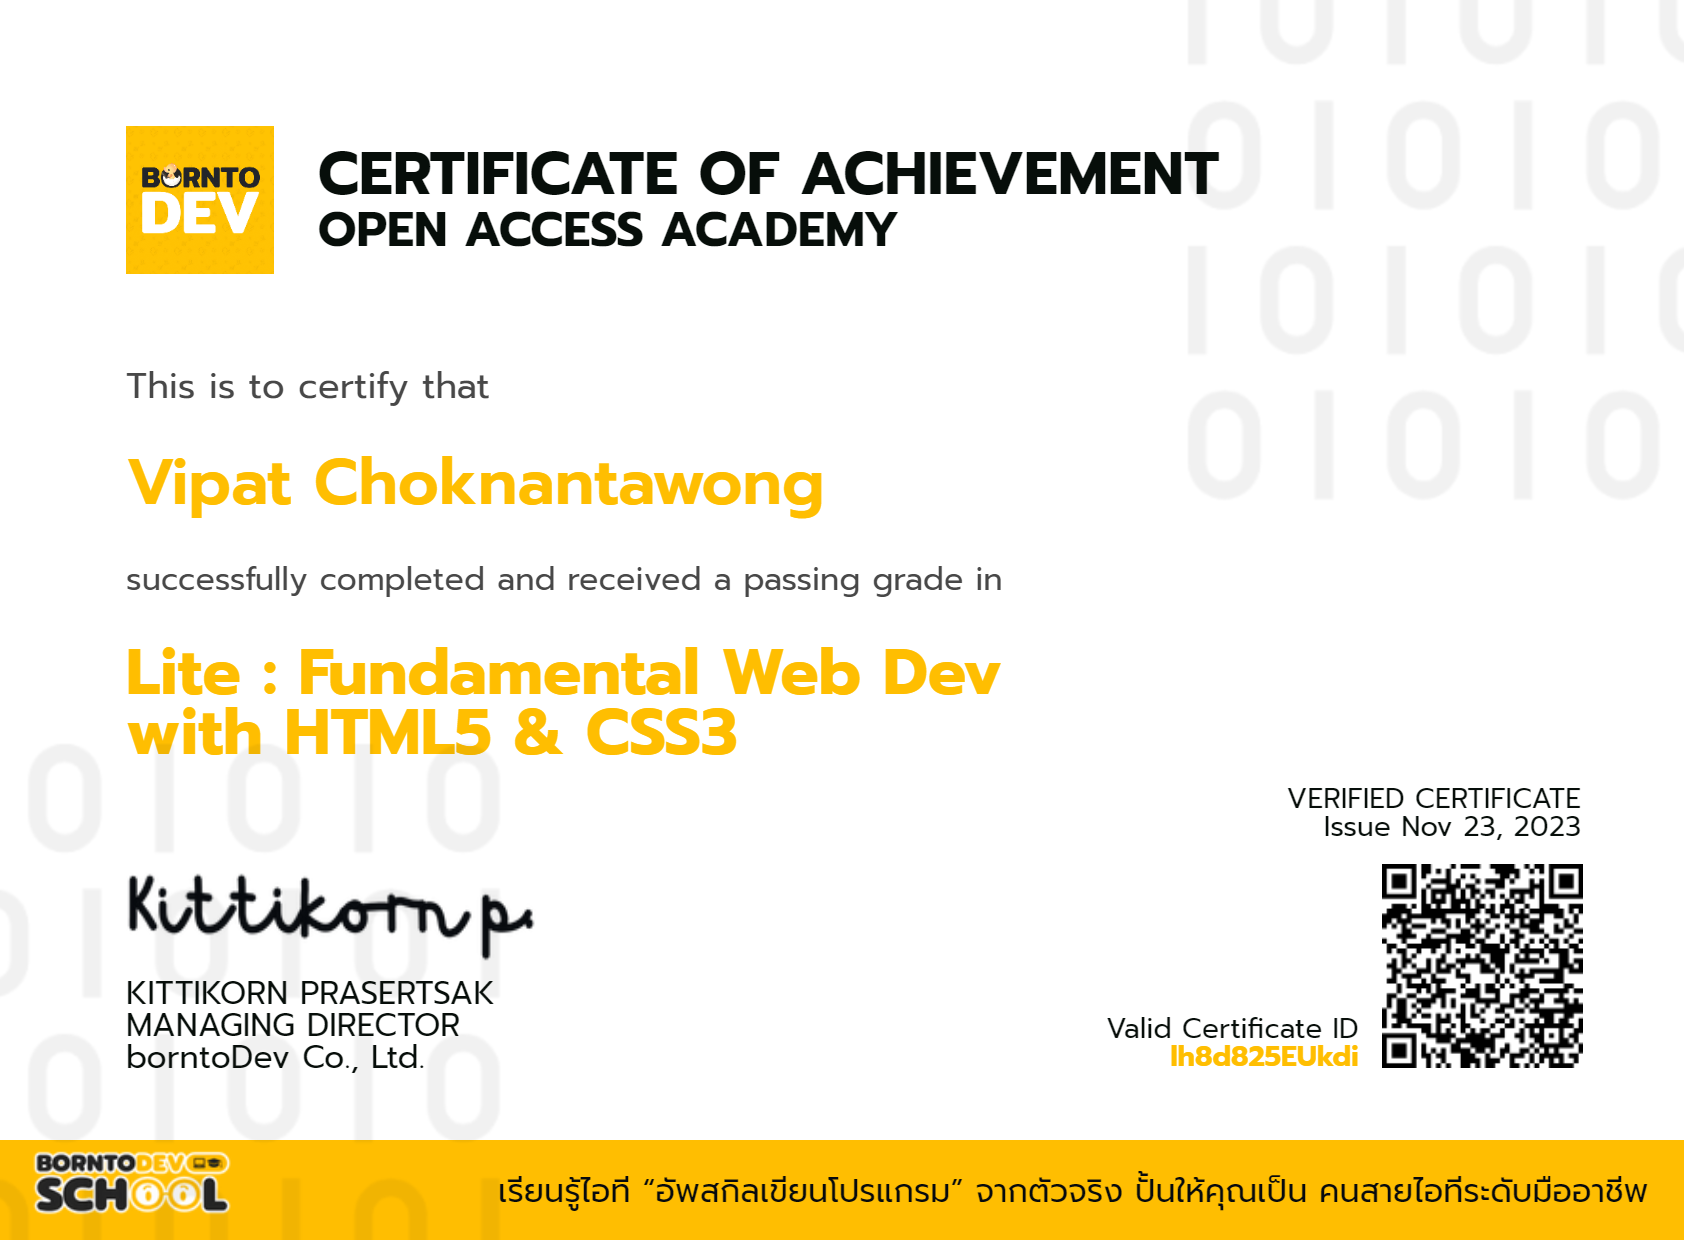 BORNTO
DEV
CERTIFICATE OF ACHIEVEMENT
OPEN ACCESS ACADEMY
This is to certify that
Vipat Choknantawong
successfully completed and received a passing grade in
Lite : Fundamental Web Dev
with HTML5 & CSS3
VERIFIED CERTIFICATE
Issue Nov 23, 2023
Kittikorn p.
KITTIKORN PRASERTSAK
MANAGING DIRECTOR
borntoDev Co., Ltd.
Valid Certificate ID
lh8d825EUkdi
BORNTODEV
SCHOOL
เรียนรู้ไอที “อัพสกิลเขียนโปรแกรม” จากตัวจริง ปั้นให้คุณเป็น คนสายไอทีระดับมืออาชีพ